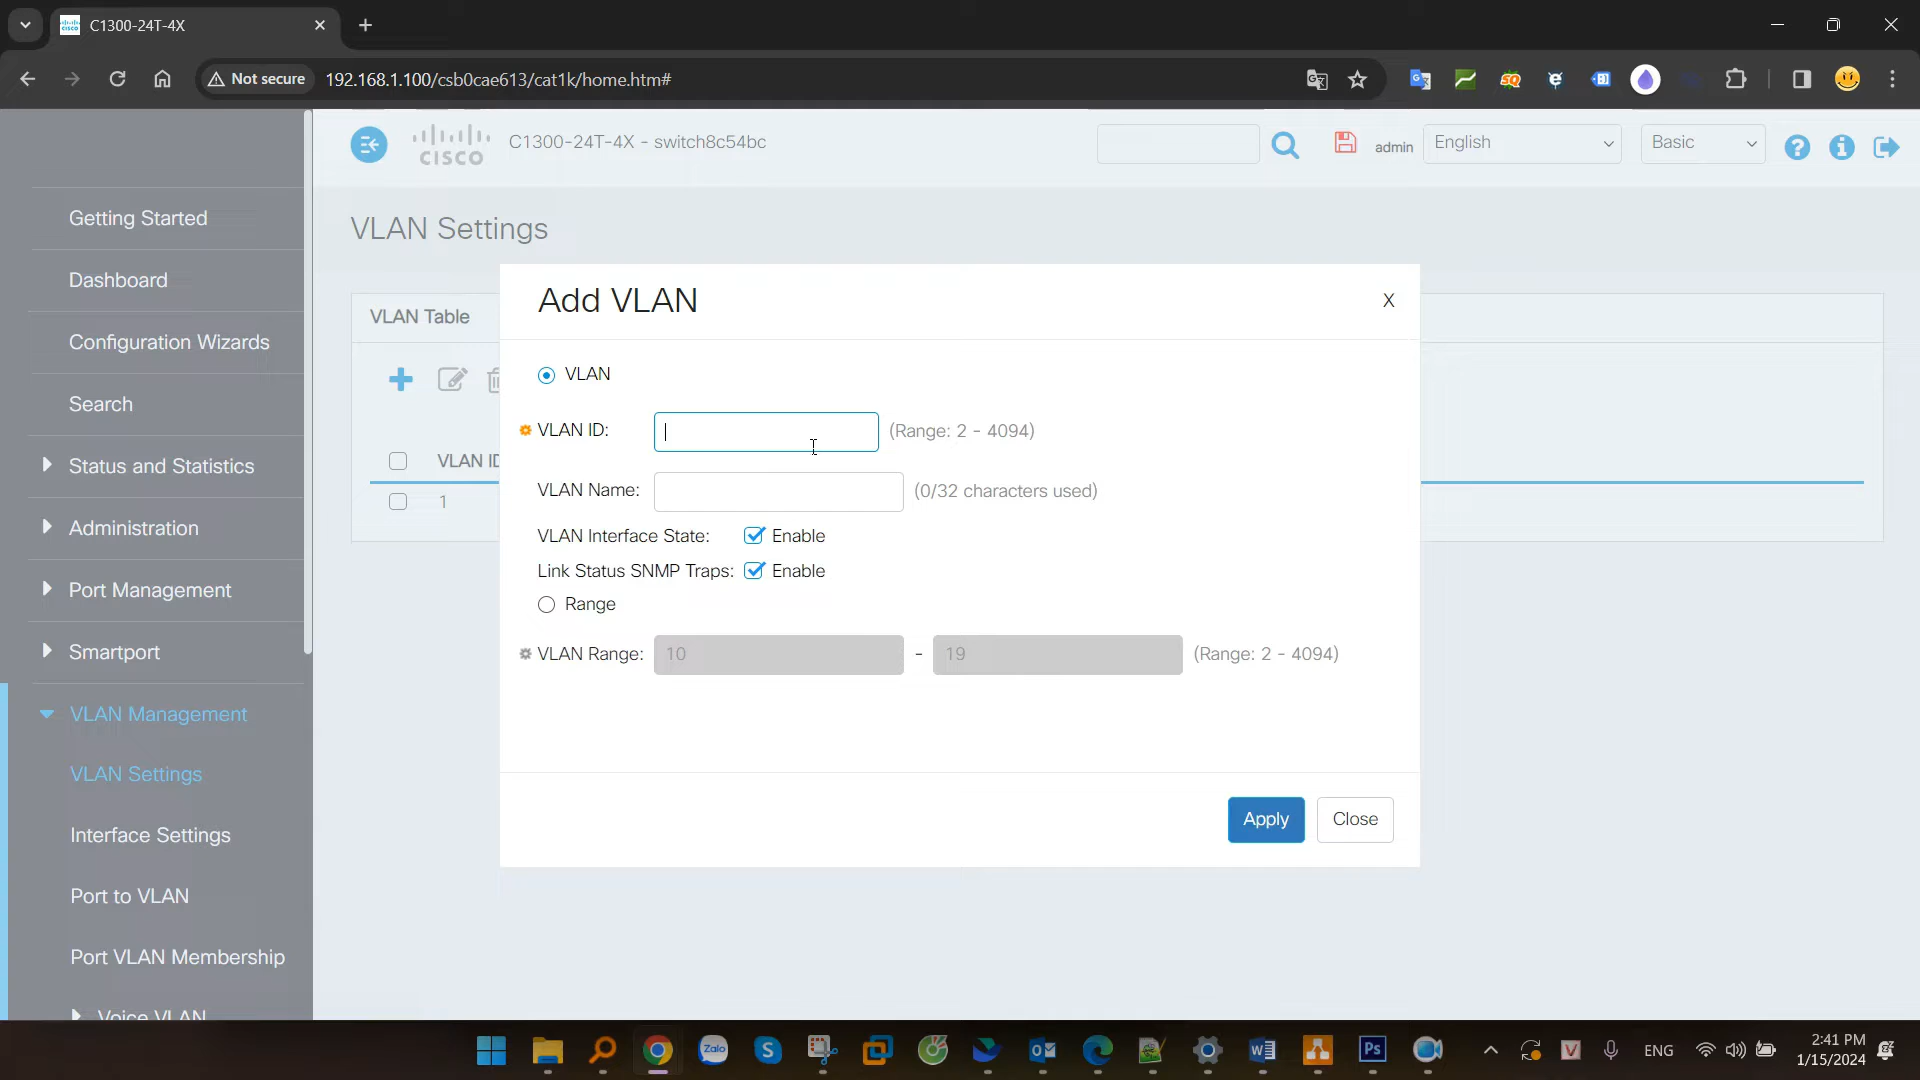 C1300-24T-4X
Not secure
192.168.1.100/csb0cae613/cat1k/home.htm#
CISCO
C1300-24T-4X - switch8c54bc
admin
English
Basic
Getting Started
Dashboard
Configuration Wizards
Search
Status and Statistics
Administration
Port Management
Smartport
VLAN Management
VLAN Settings
Interface Settings
Port to VLAN
Port VLAN Membership
Voice VLAN
VLAN Settings
VLAN Table
VLAN ID
1
Add VLAN
X
VLAN
VLAN ID:
(Range: 2 - 4094)
VLAN Name:
(0/32 characters used)
VLAN Interface State:
Enable
Link Status SNMP Traps:
Enable
Range
VLAN Range:
10
-
19
(Range: 2 - 4094)
Apply
Close
Zalo
Ps
ENG
2:41 PM
1/15/2024